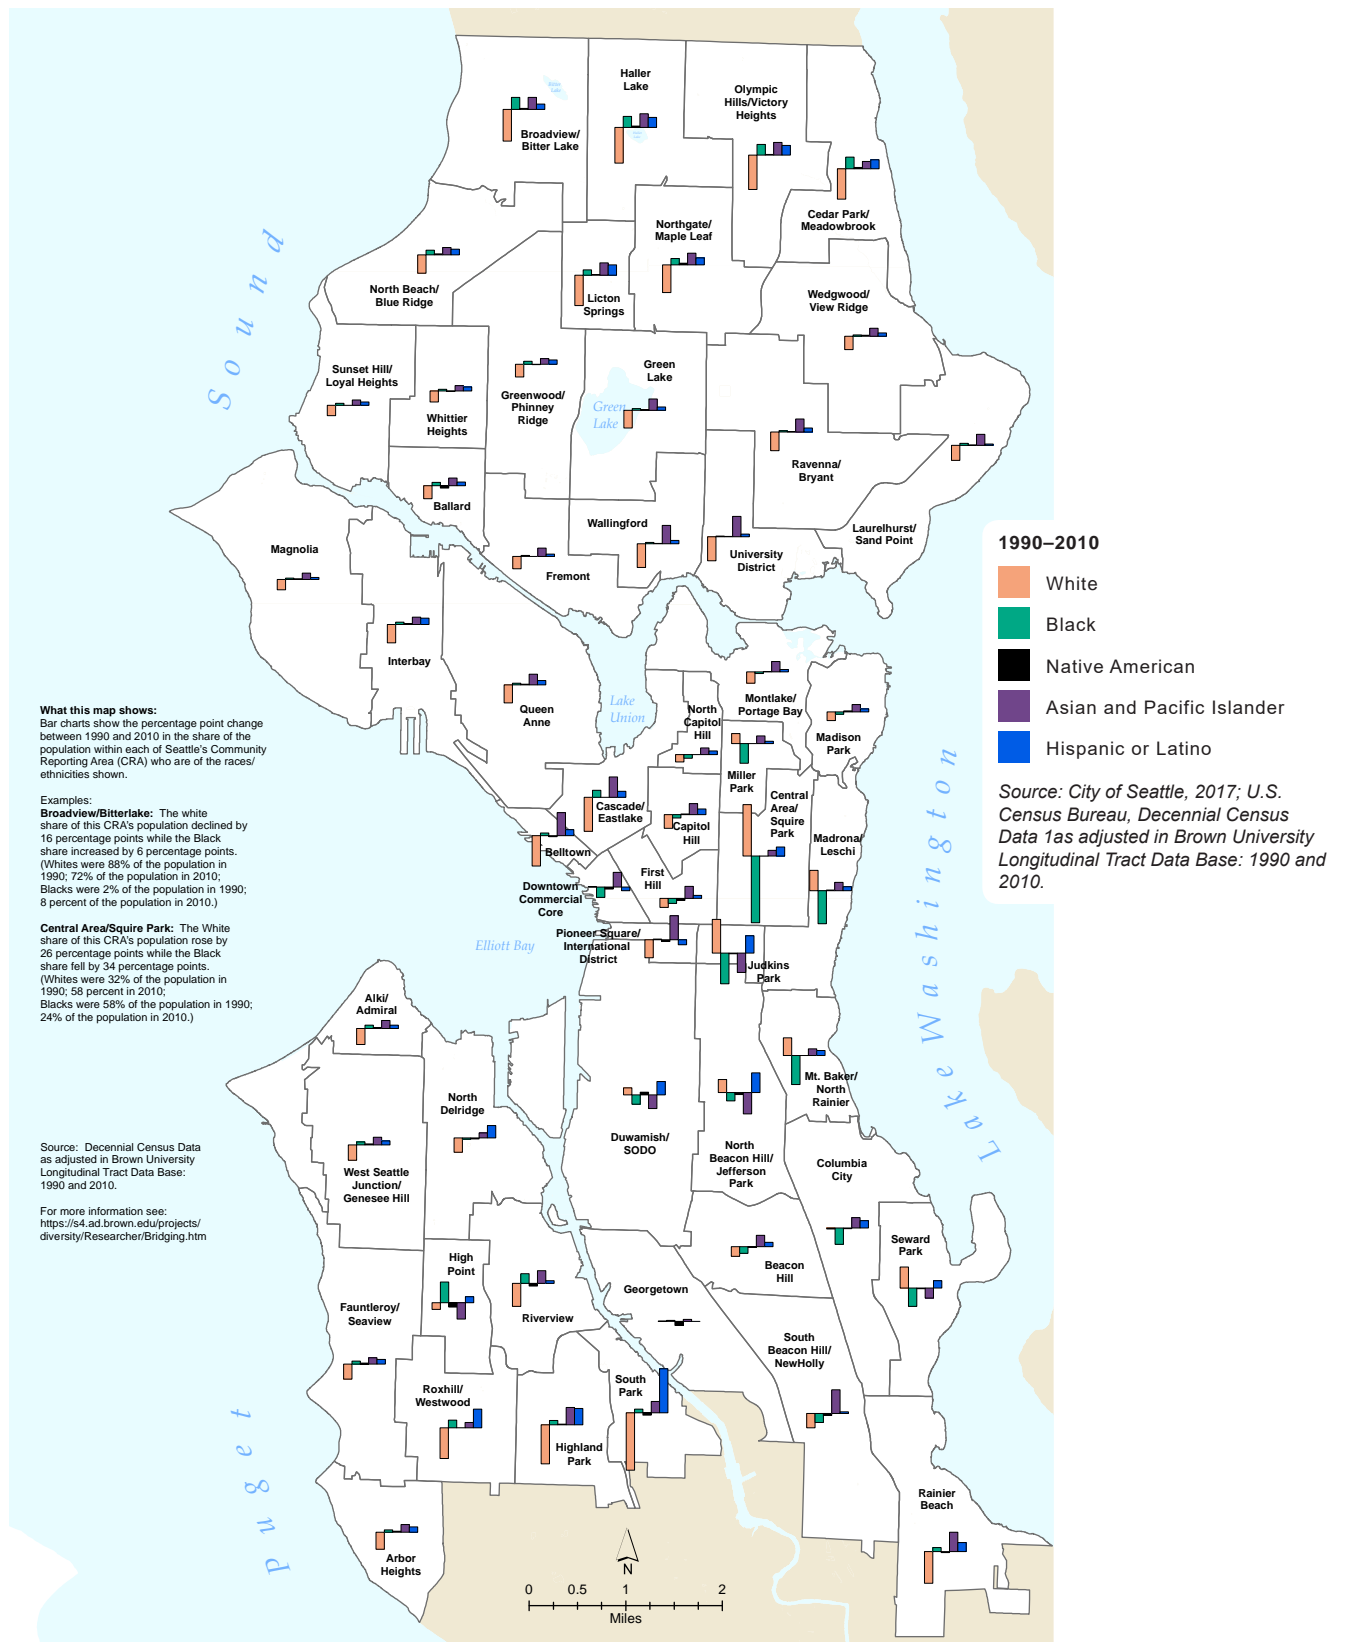 Haller
Lake
Olympic
Hills/Victory
Heights
Bitter
Lake
Broadview/
Bitter Lake
Cedar Park/
Meadowbrook
Northgate/
Maple Leaf
North Beach/
Blue Ridge
Licton
Springs
Wedgwood/
View Ridge
Sound
Sunset Hill/
Loyal Heights
Green
Lake
Greenwood/
Phinney
Ridge
Green
Lake
Whittier
Heights
Ravenna/
Bryant
Ballard
Wallingford
Laurelhurst/
Sand Point
Magnolia
University
District
Fremont
Interbay
Queen
Anne
Lake
Union
North
Capitol
Hill
Montlake/
Portage Bay
Madison
Park
Miller
Park
Central
Area/
Squire
Park
Cascade/
Eastlake
Capitol
Hill
Madrona/
Leschi
Belltown
First
Hill
Downtown
Commercial
Core
Pioneer Square/
International
District
Elliott Bay
Judkins
Park
Lake Washington
1990–2010
White
Black
Native American
Asian and Pacific Islander
Hispanic or Latino
Source: City of Seattle, 2017; U.S.
Census Bureau, Decennial Census
Data 1as adjusted in Brown University
Longitudinal Tract Data Base: 1990 and
2010.
What this map shows:
Bar charts show the percentage point change
between 1990 and 2010 in the share of the
population within each of Seattle's Community
Reporting Area (CRA) who are of the races/
ethnicities shown.
Examples:
Broadview/Bitterlake: The white
share of this CRA's population declined by
16 percentage points while the Black
share increased by 6 percentage points.
(Whites were 88% of the population in
1990; 72% of the population in 2010;
Blacks were 2% of the population in 1990;
8 percent of the population in 2010.)
Central Area/Squire Park: The White
share of this CRA's population rose by
26 percentage points while the Black
share fell by 34 percentage points.
(Whites were 32% of the population in
1990; 58 percent in 2010;
Blacks were 58% of the population in 1990;
24% of the population in 2010.)
Alki/
Admiral
North
Delridge
Mt. Baker/
North
Rainier
Duwamish/
SODO
North
Beacon Hill/
Jefferson
Park
Columbia
City
West Seattle
Junction/
Genesee Hill
Source: Decennial Census Data
as adjusted in Brown University
Longitudinal Tract Data Base:
1990 and 2010.
For more information see:
https://s4.ad.brown.edu/projects/
diversity/Researcher/Bridging.htm
High
Point
Seward
Park
Beacon
Hill
Georgetown
Fauntleroy/
Seaview
Riverview
South
Beacon Hill/
NewHolly
Roxhill/
Westwood
South
Park
Highland
Park
Puget
Rainier
Beach
Arbor
Heights
N
0 0.5 1 2
Miles